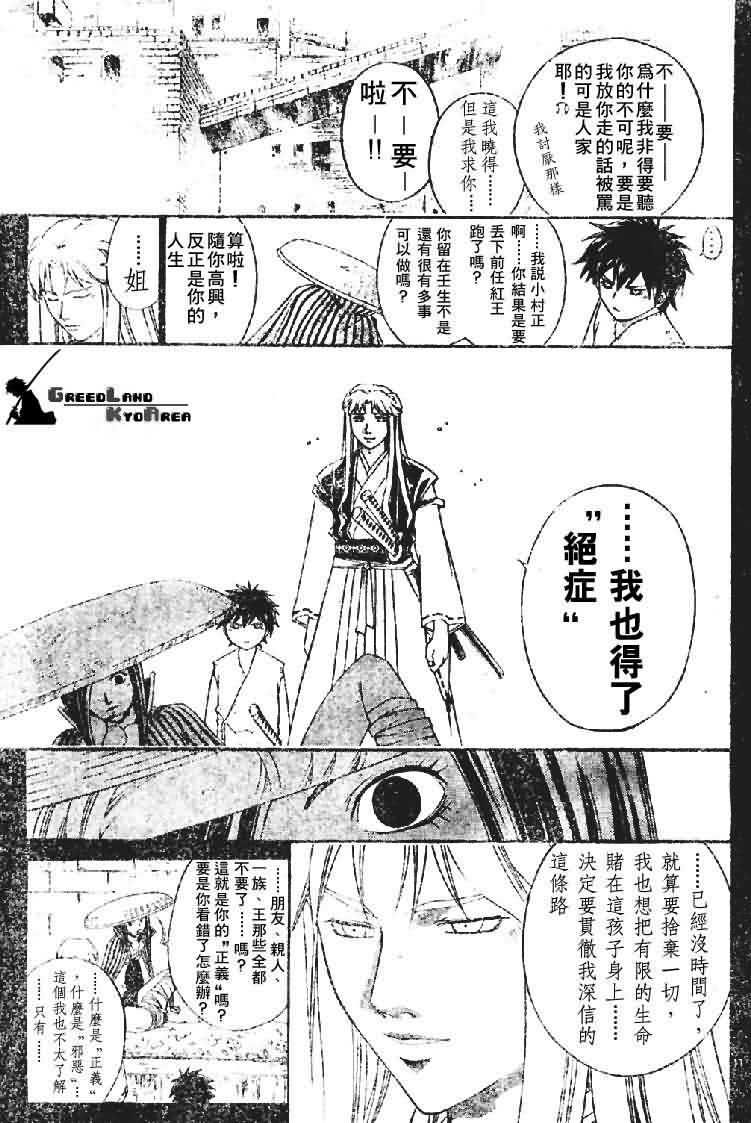 不——要——
爲什麼我非得要聽
你的不可呢，要是
我放你走的話被罵
的可是人家
耶！
我討厭那樣
這我曉得……
但是我求你……
不—要—
啦—!!
……
……我說小村正
啊……你結果是要
丟下前任紅王
跑了嗎？
你留在壬生不是
還有很有多事
可以做嗎？
算啦！
隨你高興，
反正是你的
人生
……姐
GreedLand
KyoArea
……我也得了
”絕症“
……已經沒時間了，
就算要捨棄一切，
我也想把有限的生命
賭在這孩子身上……
決定要貫徹我深信的
這條路
……朋友、親人、
一族、王那些全都
不要了……嗎？
這就是你的”正義“嗎？
要是你看錯了怎麼辦？
……什麼是”正義“
，什麼是”邪惡“…
這個我也不太了解
……只有……